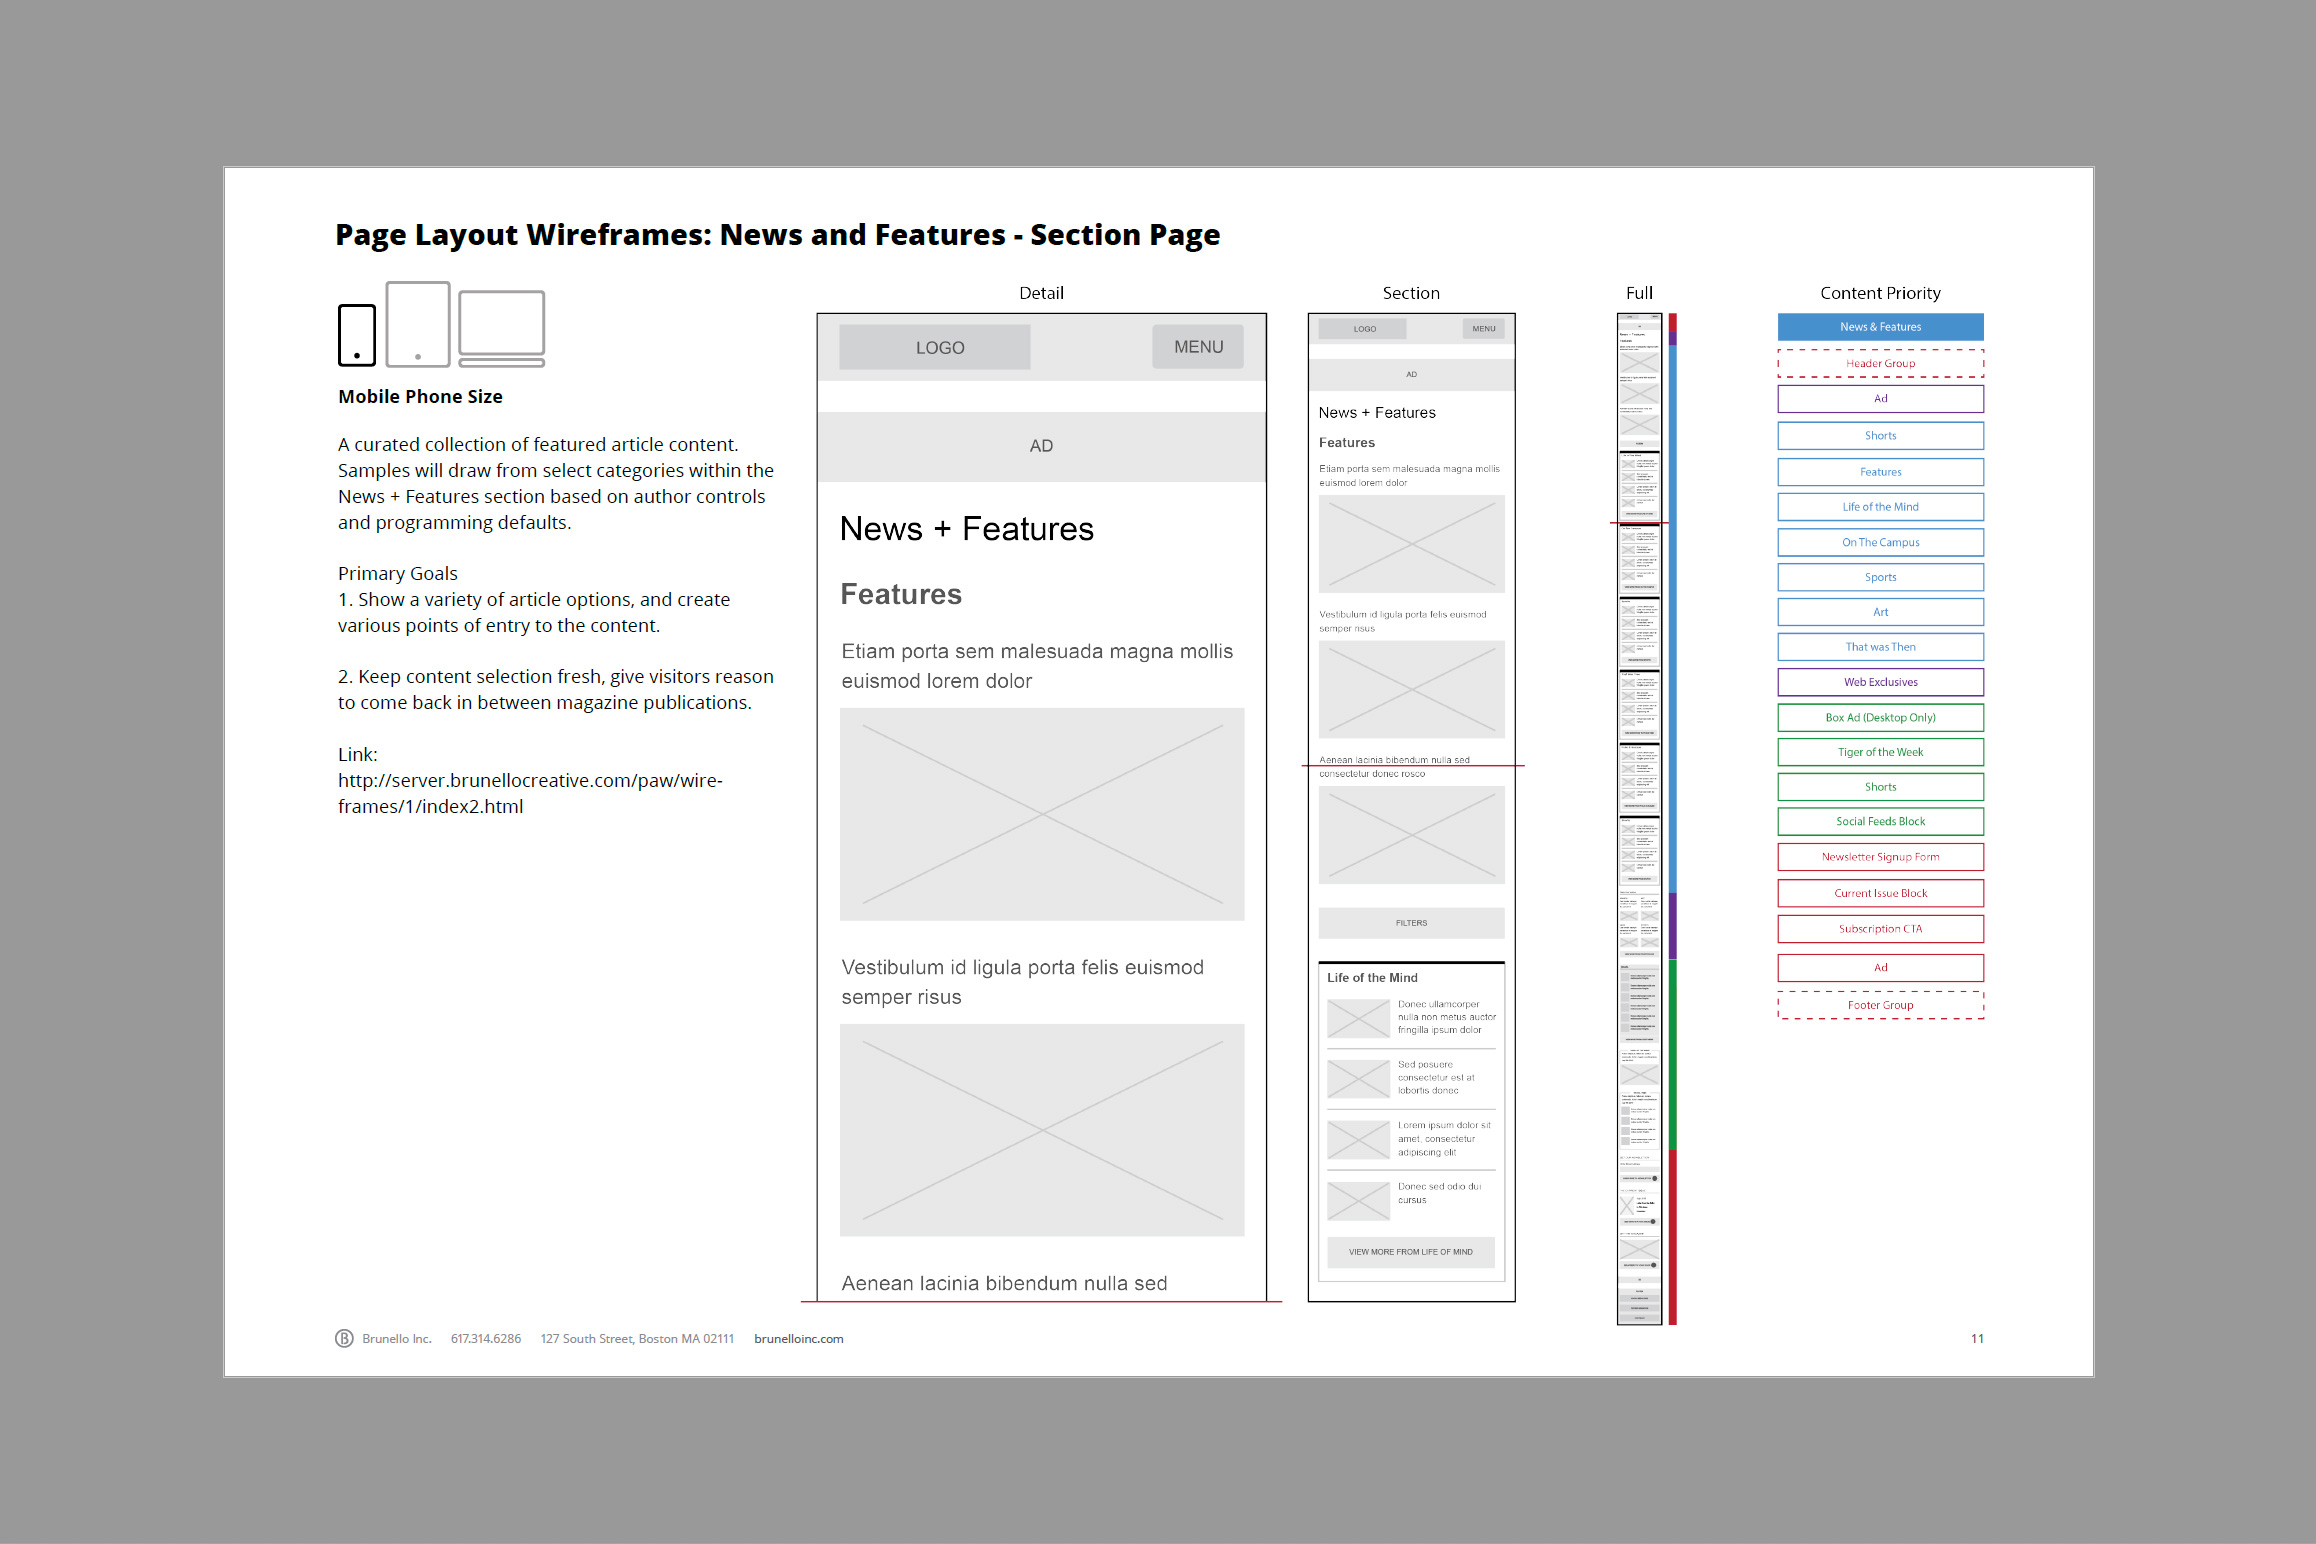 Page Layout Wireframes: News and Features - Section Page
Mobile Phone Size
A curated collection of featured article content.
Samples will draw from select categories within the
News + Features section based on author controls
and programming defaults.
Primary Goals
1. Show a variety of article options, and create
various points of entry to the content.
2. Keep content selection fresh, give visitors reason
to come back in between magazine publications.
Link:
http://server.brunellocreative.com/paw/wire-
frames/1/index2.html
Detail
LOGO
MENU
AD
News + Features
Features
Etiam porta sem malesuada magna mollis
euismod lorem dolor
Vestibulum id ligula porta felis euismod
semper risus
Aenean lacinia bibendum nulla sed
Section
LOGO
MENU
AD
News + Features
Features
Etiam porta sem malesuada magna mollis
euismod lorem dolor
Vestibulum id ligula porta felis euismod
semper risus
Aenean lacinia bibendum nulla sed
consectetur donec rosco
FILTERS
Life of the Mind
Donec ullamcorper
nulla non metus auctor
fringilla ipsum dolor
Sed posuere
consectetur est at
lobortis donec
Lorem ipsum dolor sit
amet, consectetur
adipiscing elit
Donec sed odio dui
cursus
VIEW MORE FROM LIFE OF MIND
Full
Content Priority
News & Features
Header Group
Ad
Shorts
Features
Life of the Mind
On The Campus
Sports
Art
That was Then
Web Exclusives
Box Ad (Desktop Only)
Tiger of the Week
Shorts
Social Feeds Block
Newsletter Signup Form
Current Issue Block
Subscription CTA
Ad
Footer Group
B Brunello Inc. 617.314.6286 127 South Street, Boston MA 02111 brunelloinc.com
11